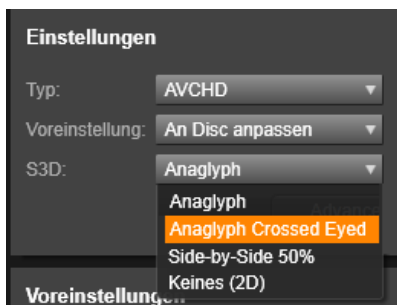 Einstellungen
Typ: AVCHD
Voreinstellung: An Disc anpassen
S3D: Anaglyph
Anaglyph
Anaglyph Crossed Eyed
Side-by-Side 50%
Keines (2D)